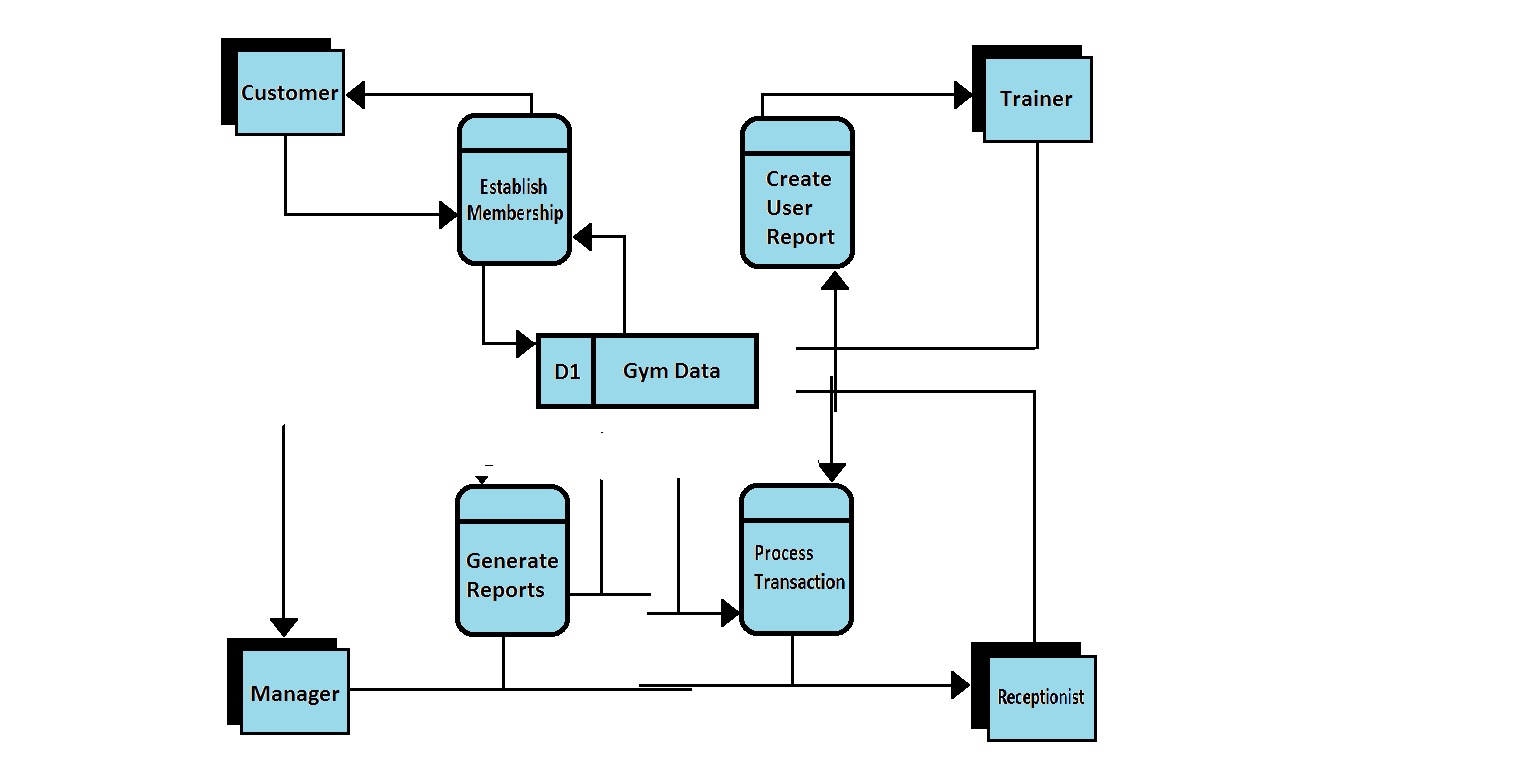 Customer
Trainer
Establish
Membership
Create
User
Report
D1
Gym Data
Generate
Reports
Process
Transaction
Manager
Receptionist